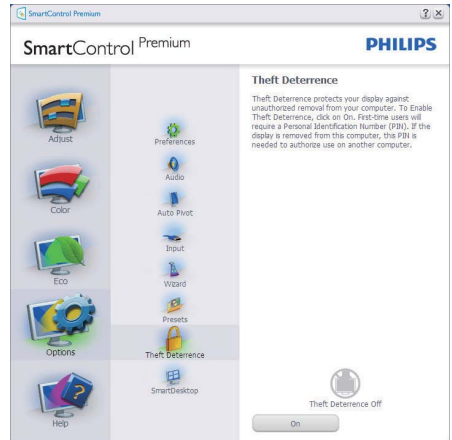 SmartControl Premium
SmartControl Premium
PHILIPS
Adjust
Color
Eco
Options
Help
Preferences
Audio
Auto Pivot
Input
Wizard
Presets
Theft Deterrence
SmartDesktop
Theft Deterrence
Theft Deterrence protects your display against
unauthorized removal from your computer. To Enable
Theft Deterrence, click on On. First-time users will
require a Personal Identification Number (PIN). If the
display is removed from this computer, this PIN is
needed to authorize use on another computer.
Theft Deterrence Off
On